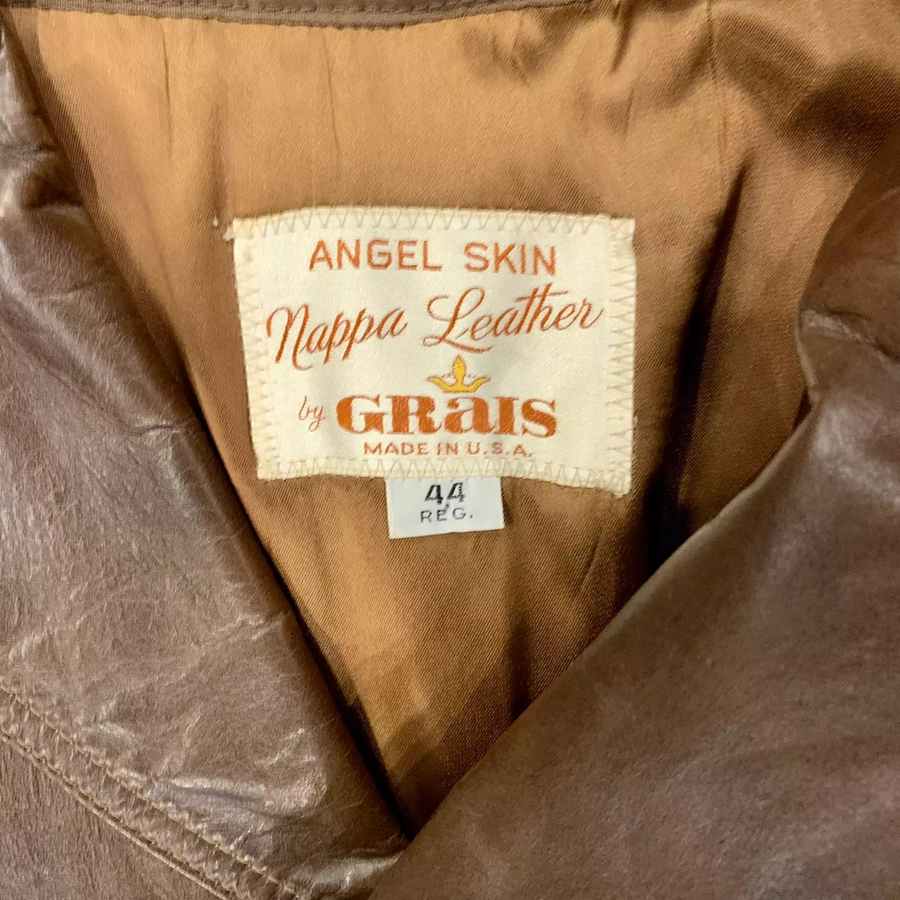 ANGEL SKIN
Nappa Leather
by GRaIS
MADE IN U.S.A.
44
REG.